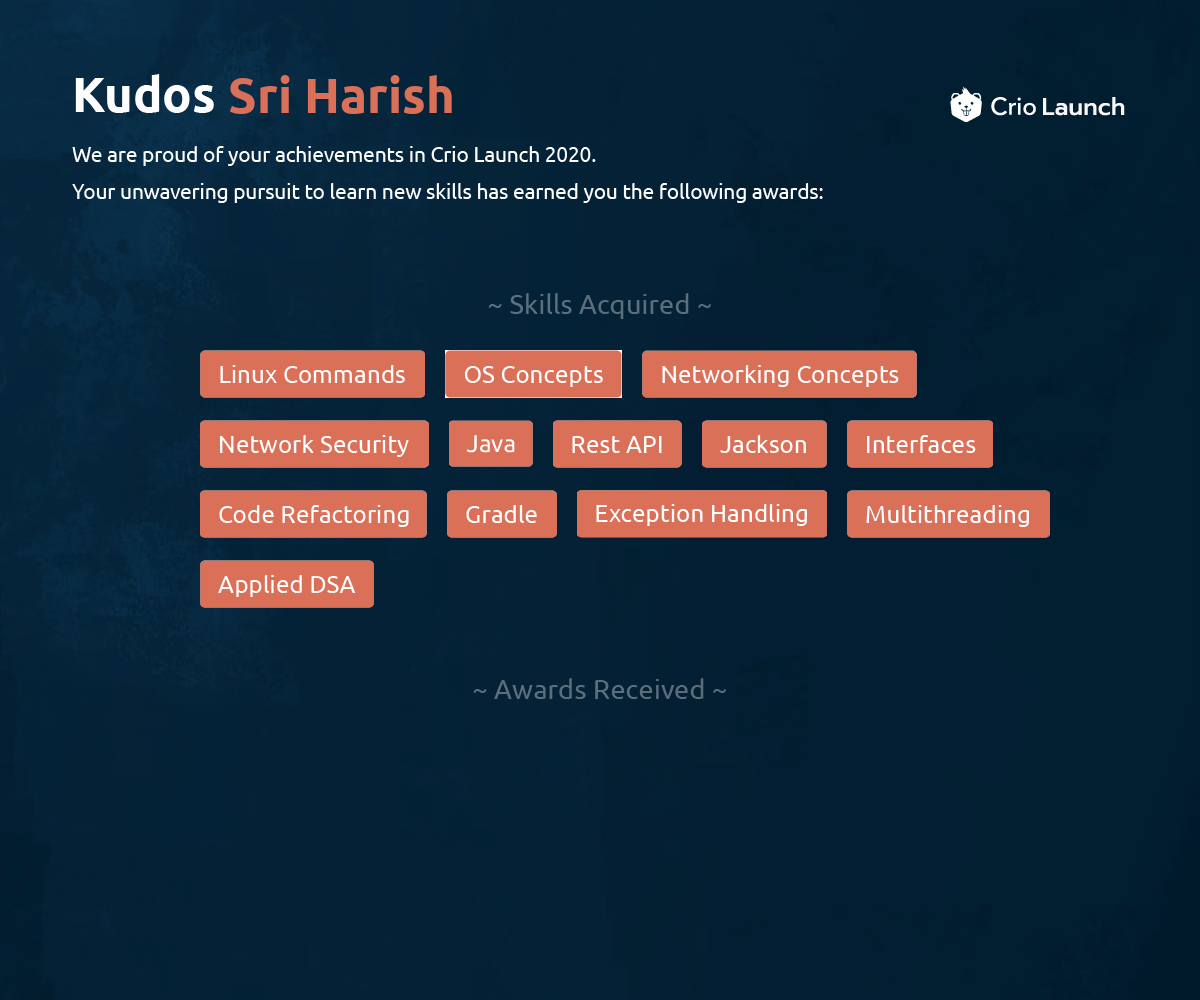 Kudos Sri Harish
Crio Launch
We are proud of your achievements in Crio Launch 2020.
Your unwavering pursuit to learn new skills has earned you the following awards:
~ Skills Acquired ~
Linux Commands OS Concepts Networking Concepts
Network Security Java Rest API Jackson Interfaces
Code Refactoring Gradle Exception Handling Multithreading
Applied DSA
~ Awards Received ~